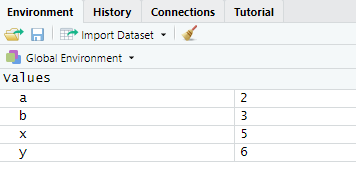 Environment History Connections Tutorial
Import Dataset
Global Environment
Values
a 2
b 3
x 5
y 6